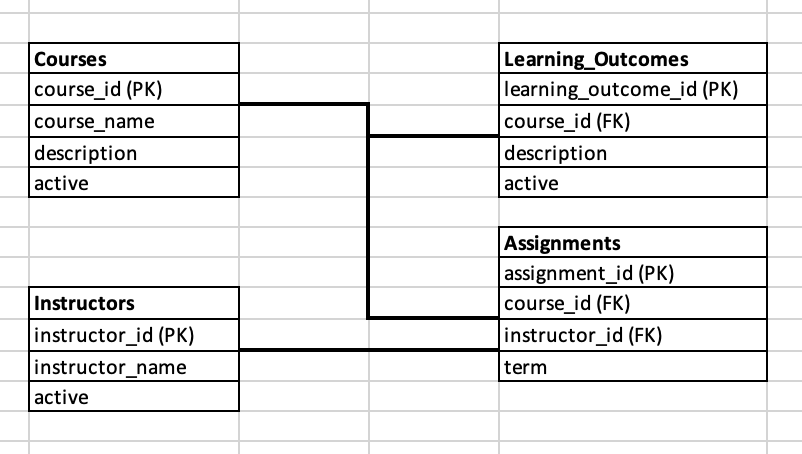 Courses
course_id (PK)
course_name
description
active
Learning_Outcomes
learning_outcome_id (PK)
course_id (FK)
description
active
Instructors
instructor_id (PK)
instructor_name
active
Assignments
assignment_id (PK)
course_id (FK)
instructor_id (FK)
term